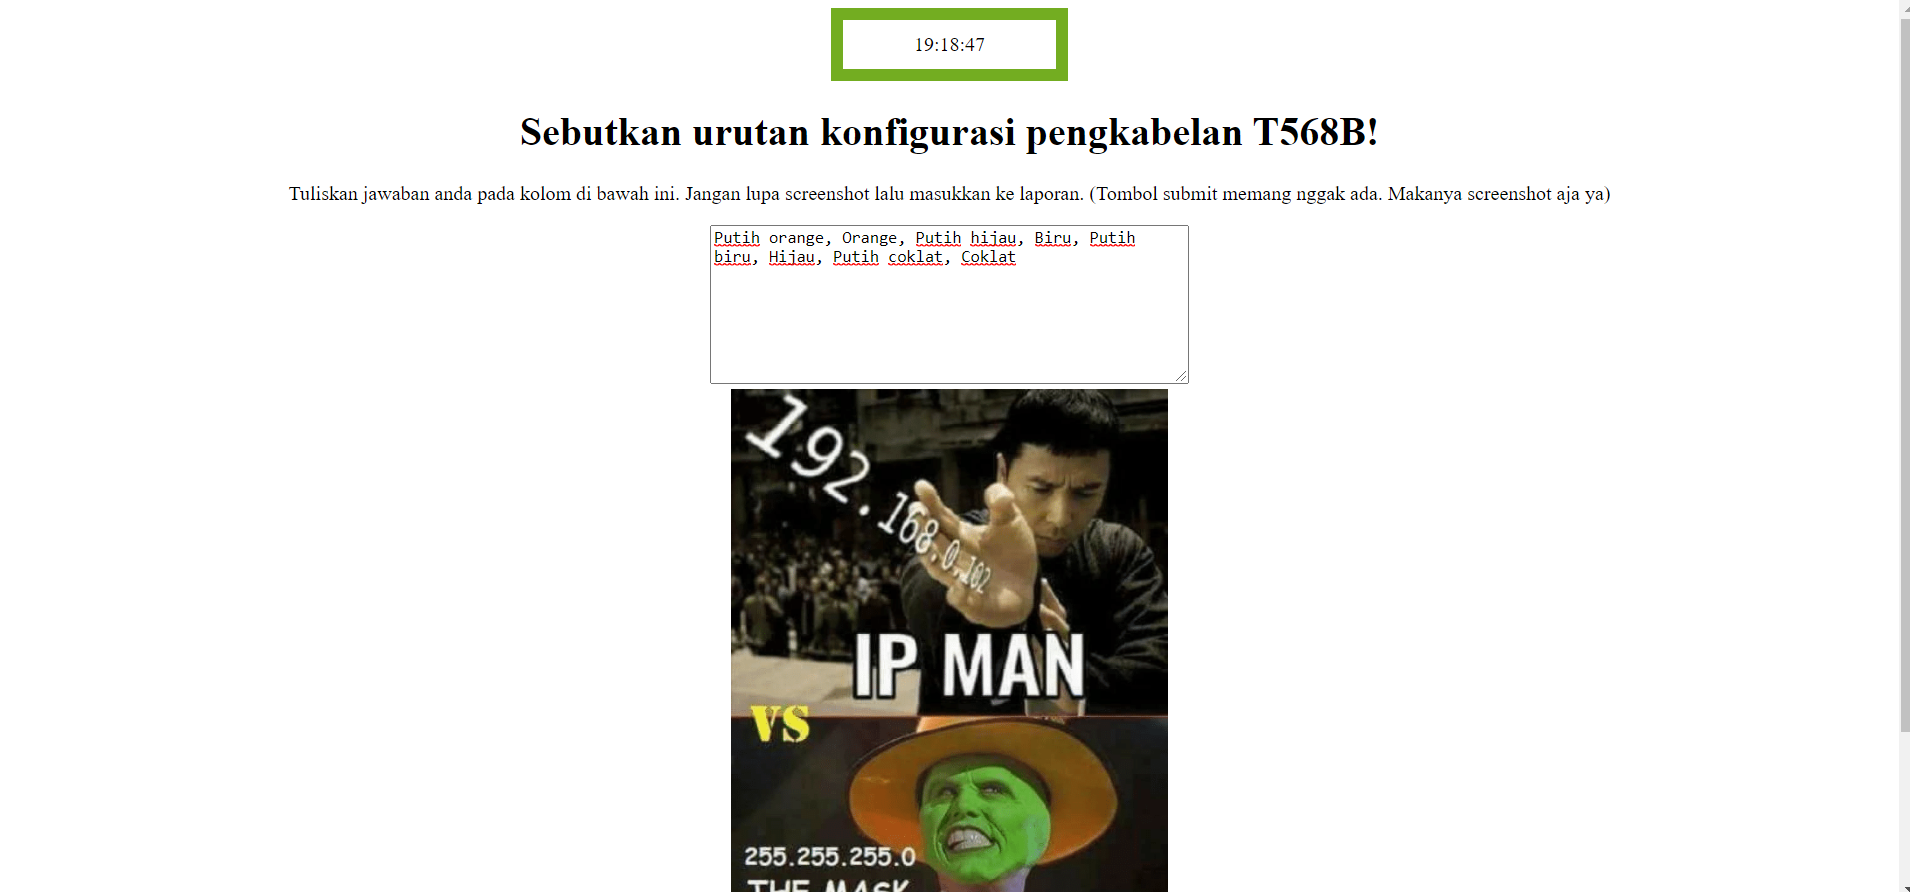 19:18:47
Sebutkan urutan konfigurasi pengkabelan T568B!
Tuliskan jawaban anda pada kolom di bawah ini. Jangan lupa screenshot lalu masukkan ke laporan. (Tombol submit memang nggak ada. Makanya screenshot aja ya)
Putih orange, Orange, Putih hijau, Biru, Putih
biru, Hijau, Putih coklat, Coklat
192.168.0.102
IP MAN
VS
255.255.255.0
THE MASK